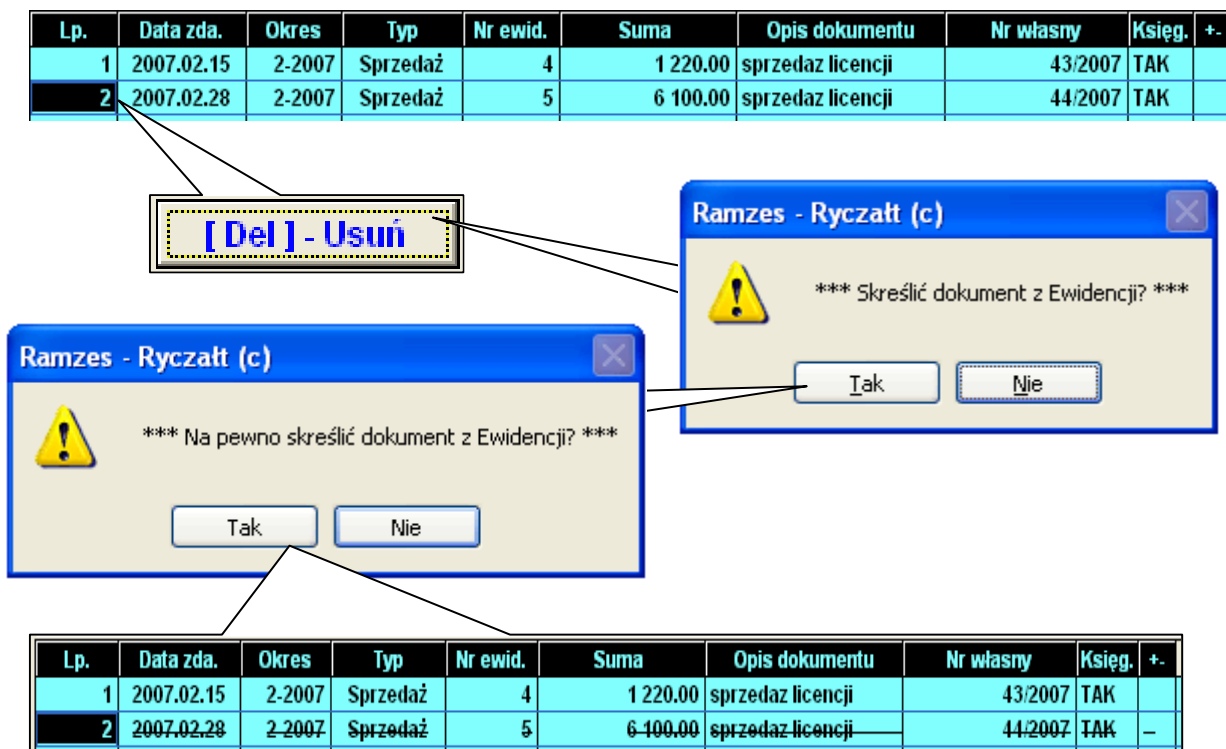 Lp. Data zda. Okres Typ Nr ewid. Suma Opis dokumentu Nr własny Księg. +-
1 2007.02.15 2-2007 Sprzedaż 4 1 220.00 sprzedaz licencji 43/2007 TAK
2 2007.02.28 2-2007 Sprzedaż 5 6 100.00 sprzedaz licencji 44/2007 TAK
[ Del ] - Usuń
Ramzes - Ryczałt (c)
*** Skreślić dokument z Ewidencji? ***
Tak Nie
Ramzes - Ryczałt (c)
*** Na pewno skreślić dokument z Ewidencji? ***
Tak Nie
Lp. Data zda. Okres Typ Nr ewid. Suma Opis dokumentu Nr własny Księg. +-
1 2007.02.15 2-2007 Sprzedaż 4 1 220.00 sprzedaz licencji 43/2007 TAK
2 2007.02.28 2-2007 Sprzedaż 5 6 100.00 sprzedaz licencji 44/2007 TAK –